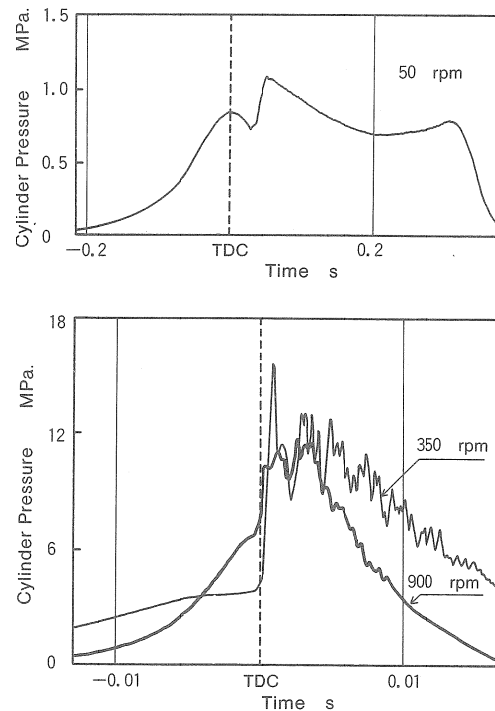 1.5
1.0
0.5
0
Cylinder Pressure MPa.
50 rpm
−0.2 TDC 0.2
Time s
18
12
6
0
Cylinder Pressure MPa.
350 rpm
900 rpm
−0.01 TDC 0.01
Time s